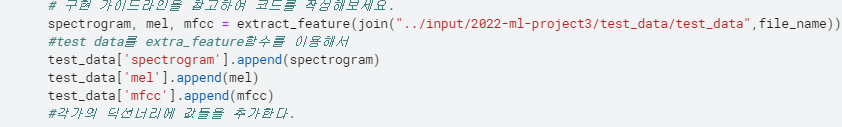 # 구현 가이드라인을 참고하여 코드를 작성해보세요.
spectrogram, mel, mfcc = extract_feature(join("../input/2022-ml-project3/test_data/test_data",file_name))
#test data를 extra_feature함수를 이용해서
test_data['spectrogram'].append(spectrogram)
test_data['mel'].append(mel)
test_data['mfcc'].append(mfcc)
#각가의 딕션너리에 값들을 추가한다.